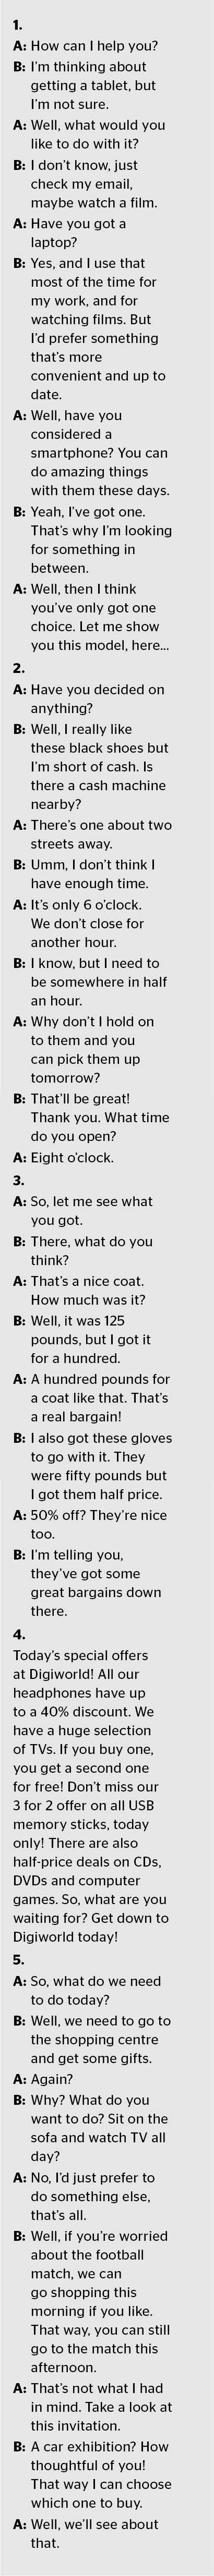 1.
A: How can I help you?
B: I'm thinking about
getting a tablet, but
I'm not sure.
A: Well, what would you
like to do with it?
B: I don't know, just
check my email,
maybe watch a film.
A: Have you got a
laptop?
B: Yes, and I use that
most of the time for
my work, and for
watching films. But
I'd prefer something
that's more
convenient and up to
date.
A: Well, have you
considered a
smartphone? You can
do amazing things
with them these days.
B: Yeah, I've got one.
That's why I'm looking
for something in
between.
A: Well, then I think
you've only got one
choice. Let me show
you this model, here...
2.
A: Have you decided on
anything?
B: Well, I really like
these black shoes but
I'm short of cash. Is
there a cash machine
nearby?
A: There's one about two
streets away.
B: Umm, I don't think I
have enough time.
A: It's only 6 o'clock.
We don't close for
another hour.
B: I know, but I need to
be somewhere in half
an hour.
A: Why don't I hold on
to them and you
can pick them up
tomorrow?
B: That'll be great!
Thank you. What time
do you open?
A: Eight o'clock.
3.
A: So, let me see what
you got.
B: There, what do you
think?
A: That's a nice coat.
How much was it?
B: Well, it was 125
pounds, but I got it
for a hundred.
A: A hundred pounds for
a coat like that. That's
a real bargain!
B: I also got these gloves
to go with it. They
were fifty pounds but
I got them half price.
A: 50% off? They're nice
too.
B: I'm telling you,
they've got some
great bargains down
there.
4.
Today's special offers
at Digiworld! All our
headphones have up
to a 40% discount. We
have a huge selection
of TVs. If you buy one,
you get a second one
for free! Don't miss our
3 for 2 offer on all USB
memory sticks, today
only! There are also
half-price deals on CDs,
DVDs and computer
games. So, what are you
waiting for? Get down to
Digiworld today!
5.
A: So, what do we need
to do today?
B: Well, we need to go to
the shopping centre
and get some gifts.
A: Again?
B: Why? What do you
want to do? Sit on the
sofa and watch TV all
day?
A: No, I'd just prefer to
do something else,
that's all.
B: Well, if you're worried
about the football
match, we can
go shopping this
morning if you like.
That way, you can still
go to the match this
afternoon.
A: That's not what I had
in mind. Take a look at
this invitation.
B: A car exhibition? How
thoughtful of you!
That way I can choose
which one to buy.
A: Well, we'll see about
that.